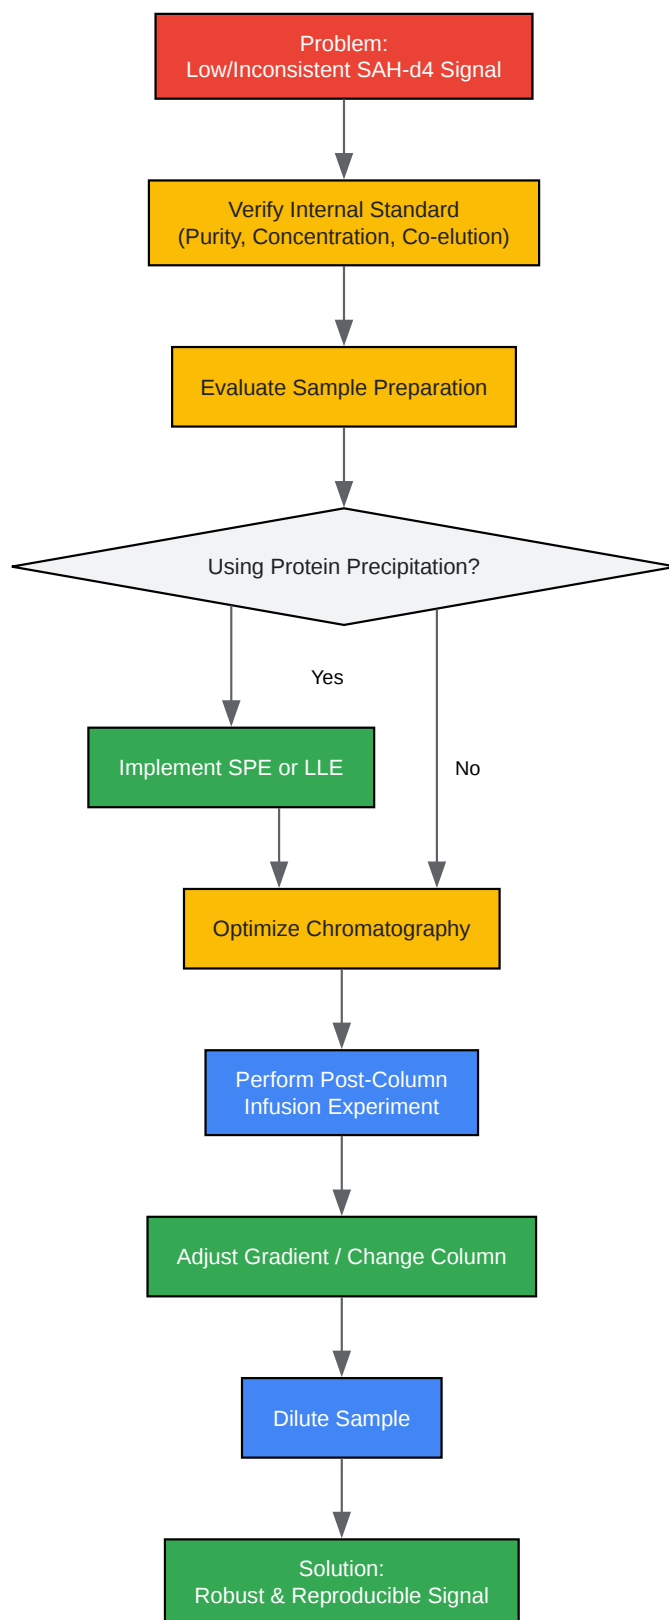 Problem:
Low/Inconsistent SAH-d4 Signal
Verify Internal Standard
(Purity, Concentration, Co-elution)
Evaluate Sample Preparation
Using Protein Precipitation?
Yes
Implement SPE or LLE
No
Optimize Chromatography
Perform Post-Column
Infusion Experiment
Adjust Gradient / Change Column
Dilute Sample
Solution:
Robust & Reproducible Signal